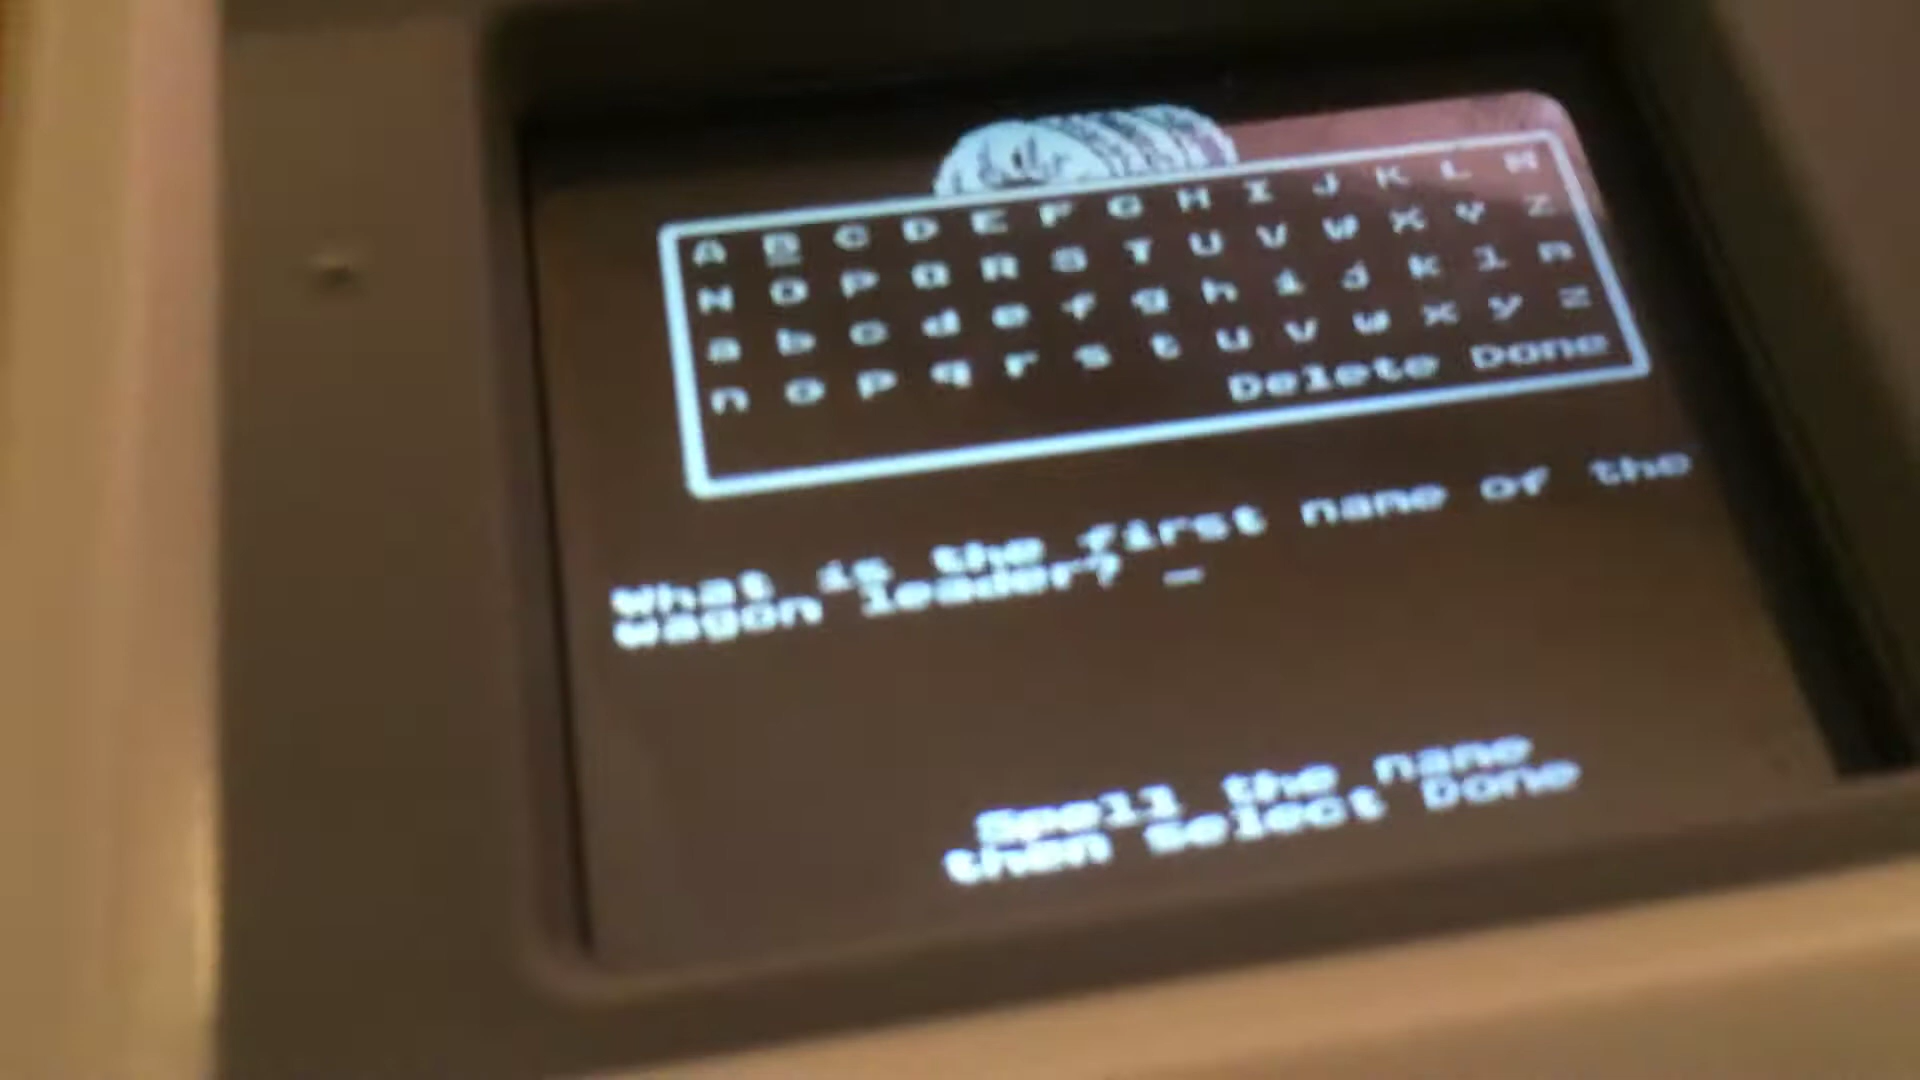 A B C D E F G H I J K L M
N O P Q R S T U V W X Y Z
a b c d e f g h i j k l m
n o p q r s t u v w x y z
Delete Done
What is the first name of the
wagon leader? _
Spell the name
then select Done